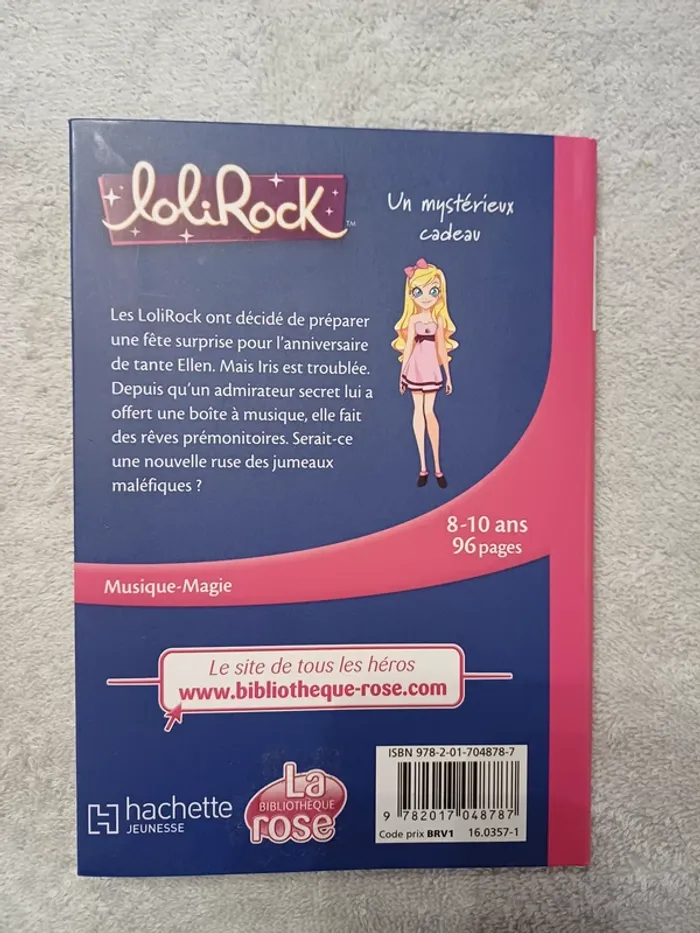 LoliRock™
Un mystérieux
cadeau
Les LoliRock ont décidé de préparer
une fête surprise pour l'anniversaire
de tante Ellen. Mais Iris est troublée.
Depuis qu'un admirateur secret lui a
offert une boîte à musique, elle fait
des rêves prémonitoires. Serait-ce
une nouvelle ruse des jumeaux
maléfiques ?
8-10 ans
96 pages
Musique-Magie
Le site de tous les héros
www.bibliotheque-rose.com
hachette
JEUNESSE
La
BIBLIOTHÈQUE
rose
ISBN 978-2-01-704878-7
9 782017 048787
Code prix BRV1 16.0357-1